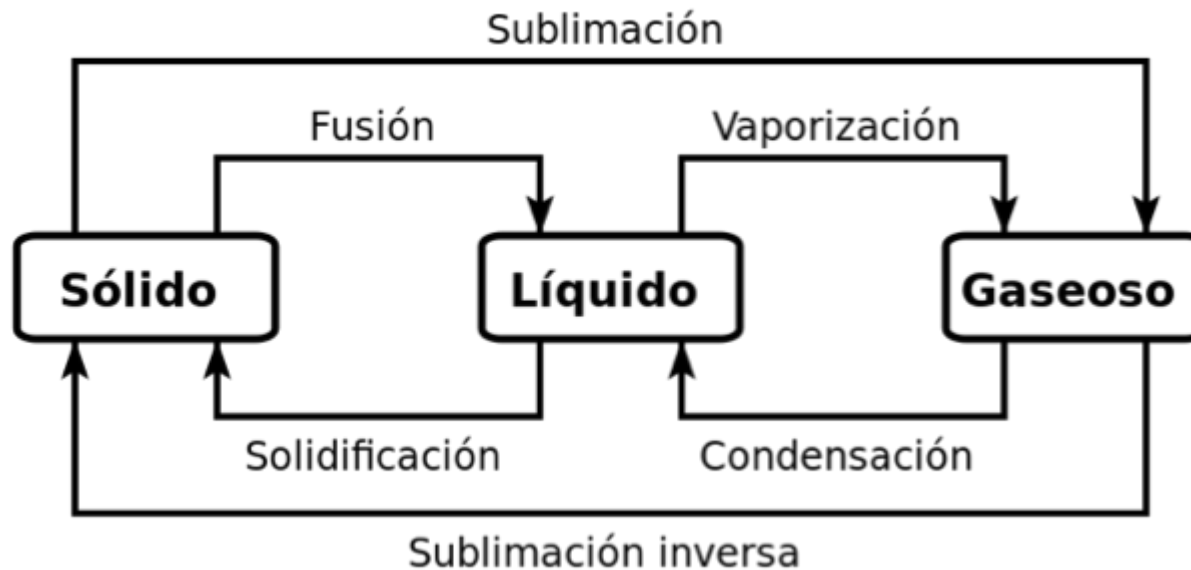 Sublimación
Fusión
Vaporización
Sólido
Líquido
Gaseoso
Solidificación
Condensación
Sublimación inversa